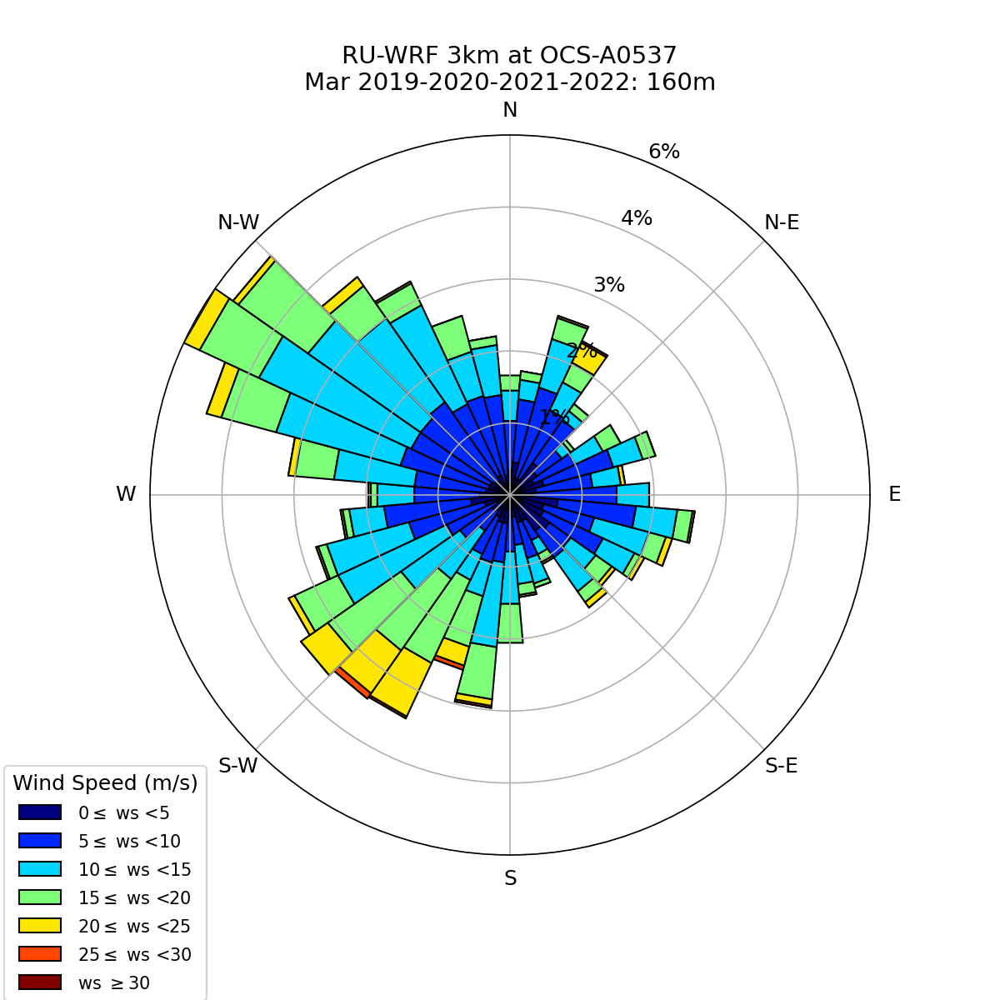 RU-WRF 3km at OCS-A0537
Mar 2019-2020-2021-2022: 160m
N
6%
N-W
4%
N-E
3%
2%
1%
W
E
S-W
S-E
S
Wind Speed (m/s)
0 ≤ ws <5
5 ≤ ws <10
10 ≤ ws <15
15 ≤ ws <20
20 ≤ ws <25
25 ≤ ws <30
ws ≥ 30